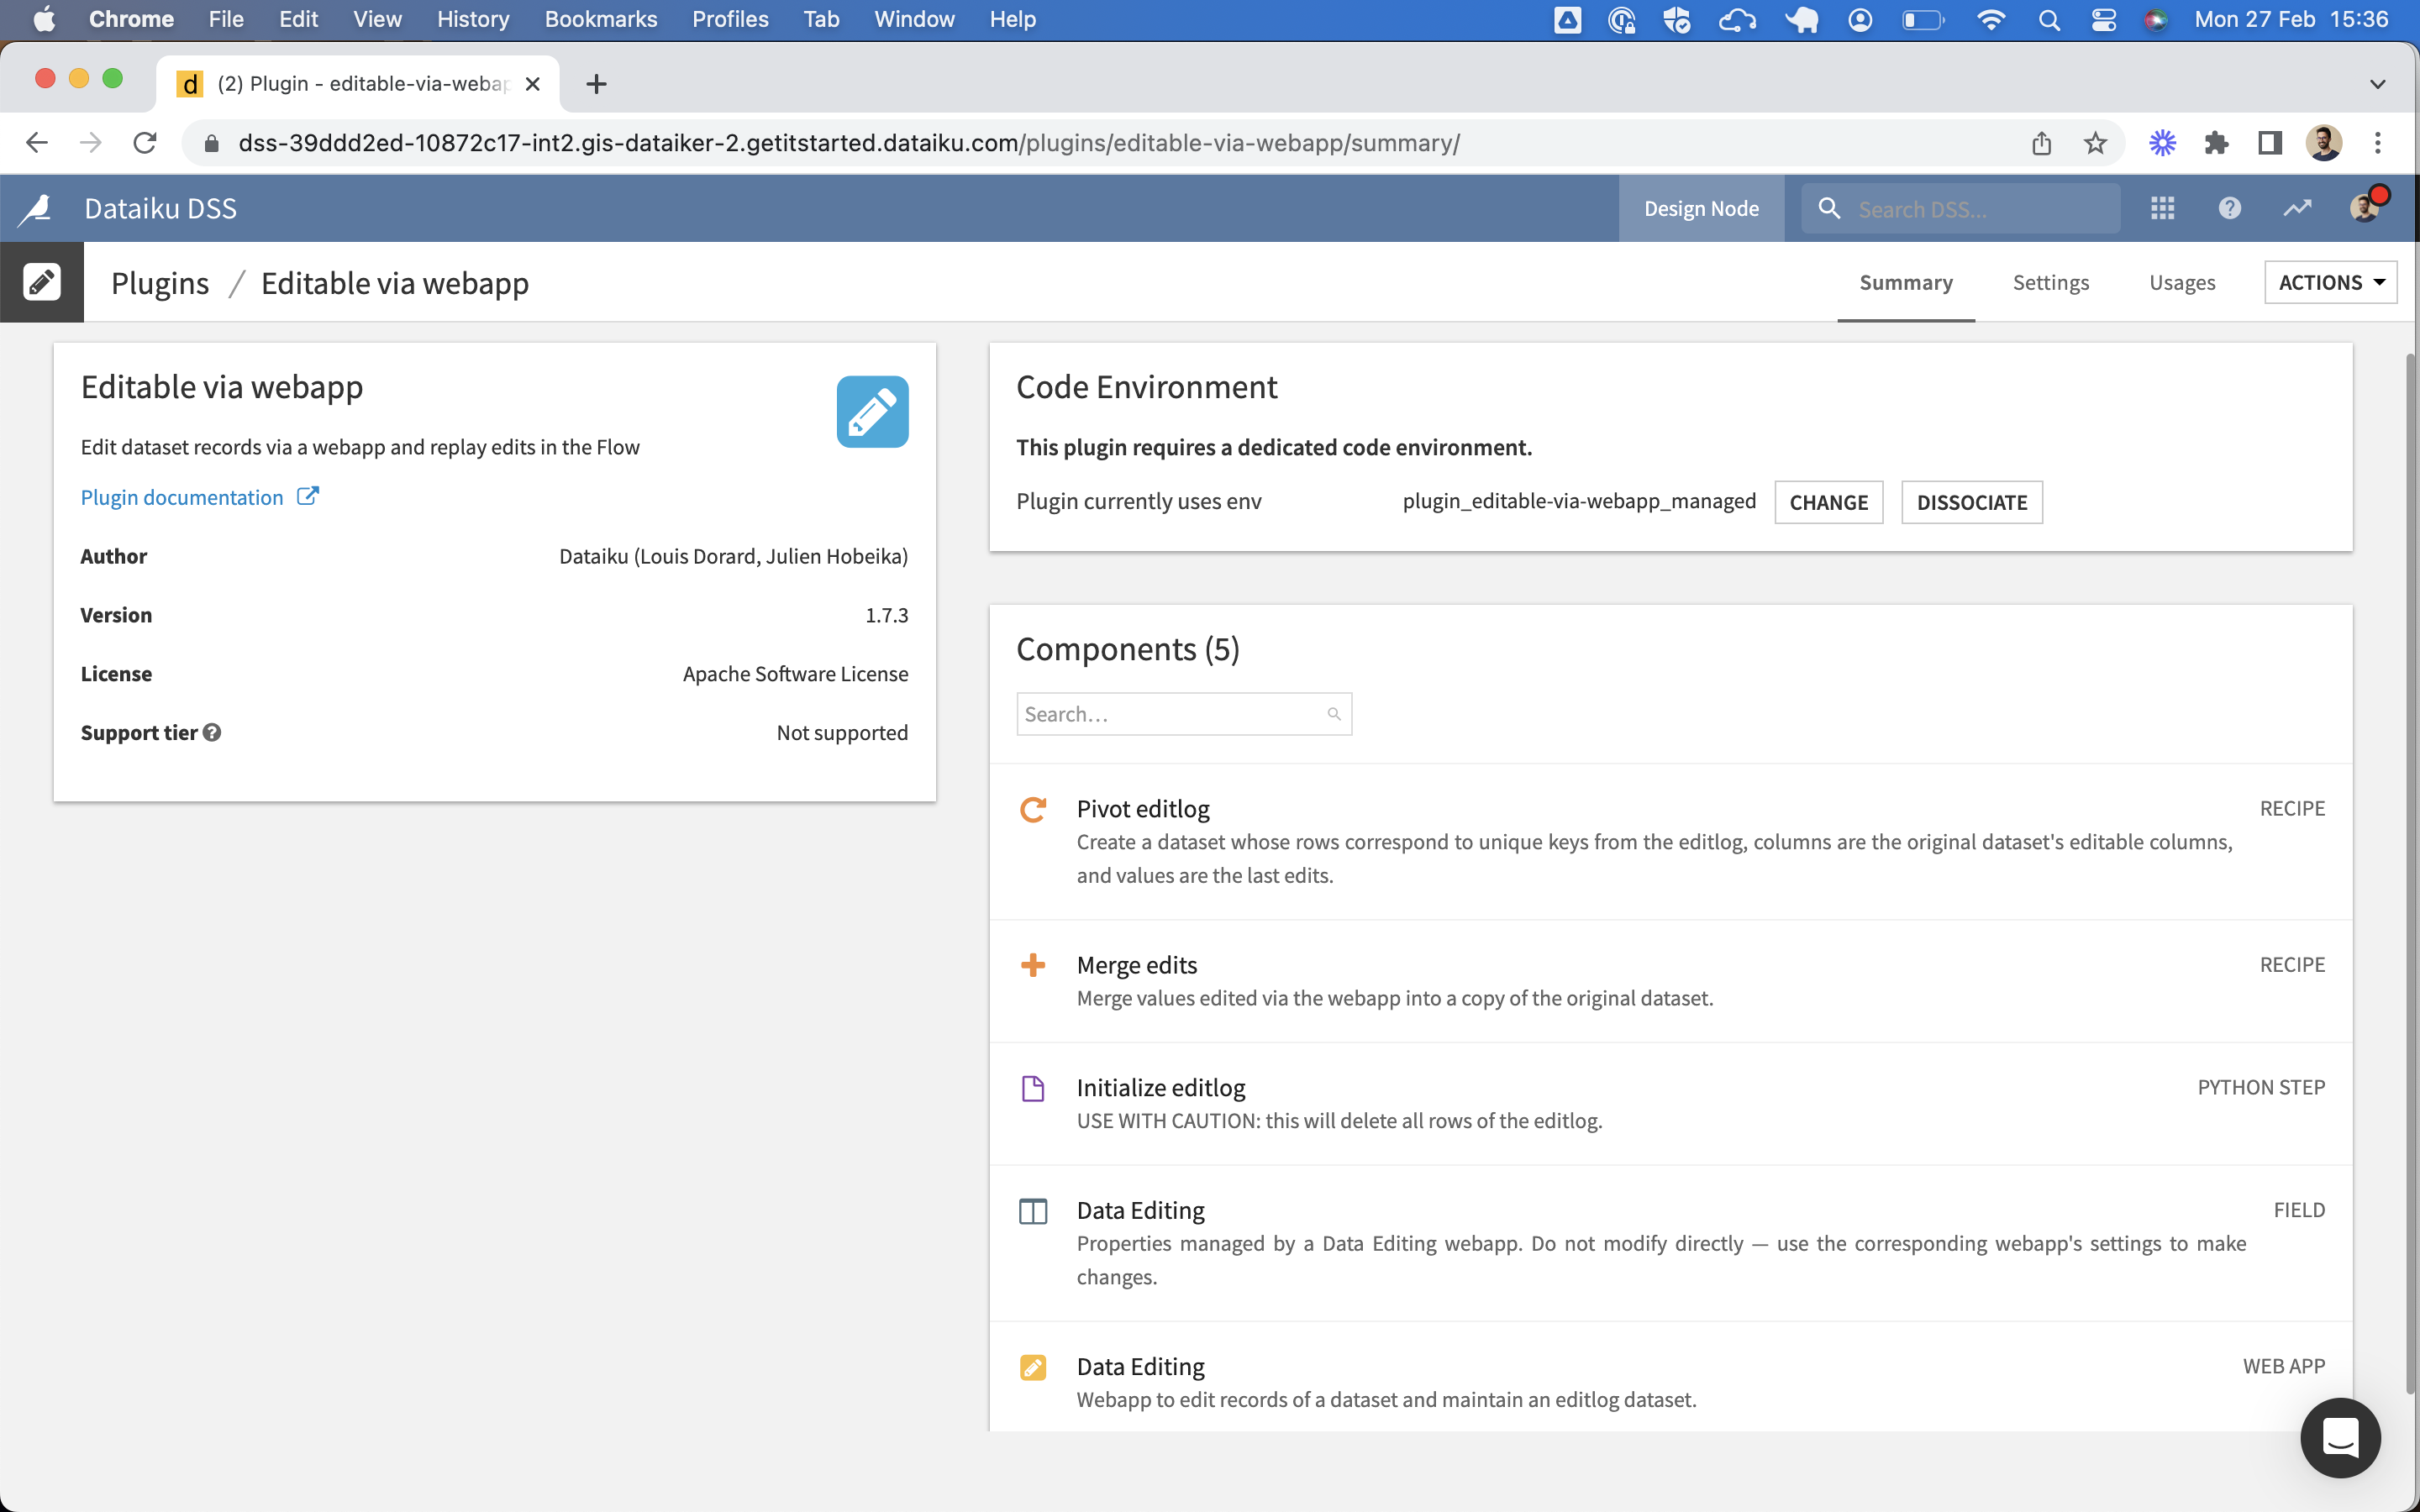 Chrome File Edit View History Bookmarks Profiles Tab Window Help Mon 27 Feb 15:36
d (2) Plugin - editable-via-webap
dss-39ddd2ed-10872c17-int2.gis-dataiker-2.getitstarted.dataiku.com/plugins/editable-via-webapp/summary/
Dataiku DSS Design Node Search DSS...
Plugins / Editable via webapp Summary Settings Usages ACTIONS
Editable via webapp
Edit dataset records via a webapp and replay edits in the Flow
Plugin documentation
Author Dataiku (Louis Dorard, Julien Hobeika)
Version 1.7.3
License Apache Software License
Support tier ? Not supported
Code Environment
This plugin requires a dedicated code environment.
Plugin currently uses env plugin_editable-via-webapp_managed CHANGE DISSOCIATE
Components (5)
Search…
Pivot editlog RECIPE
Create a dataset whose rows correspond to unique keys from the editlog, columns are the original dataset's editable columns,
and values are the last edits.
Merge edits RECIPE
Merge values edited via the webapp into a copy of the original dataset.
Initialize editlog PYTHON STEP
USE WITH CAUTION: this will delete all rows of the editlog.
Data Editing FIELD
Properties managed by a Data Editing webapp. Do not modify directly — use the corresponding webapp's settings to make
changes.
Data Editing WEB APP
Webapp to edit records of a dataset and maintain an editlog dataset.